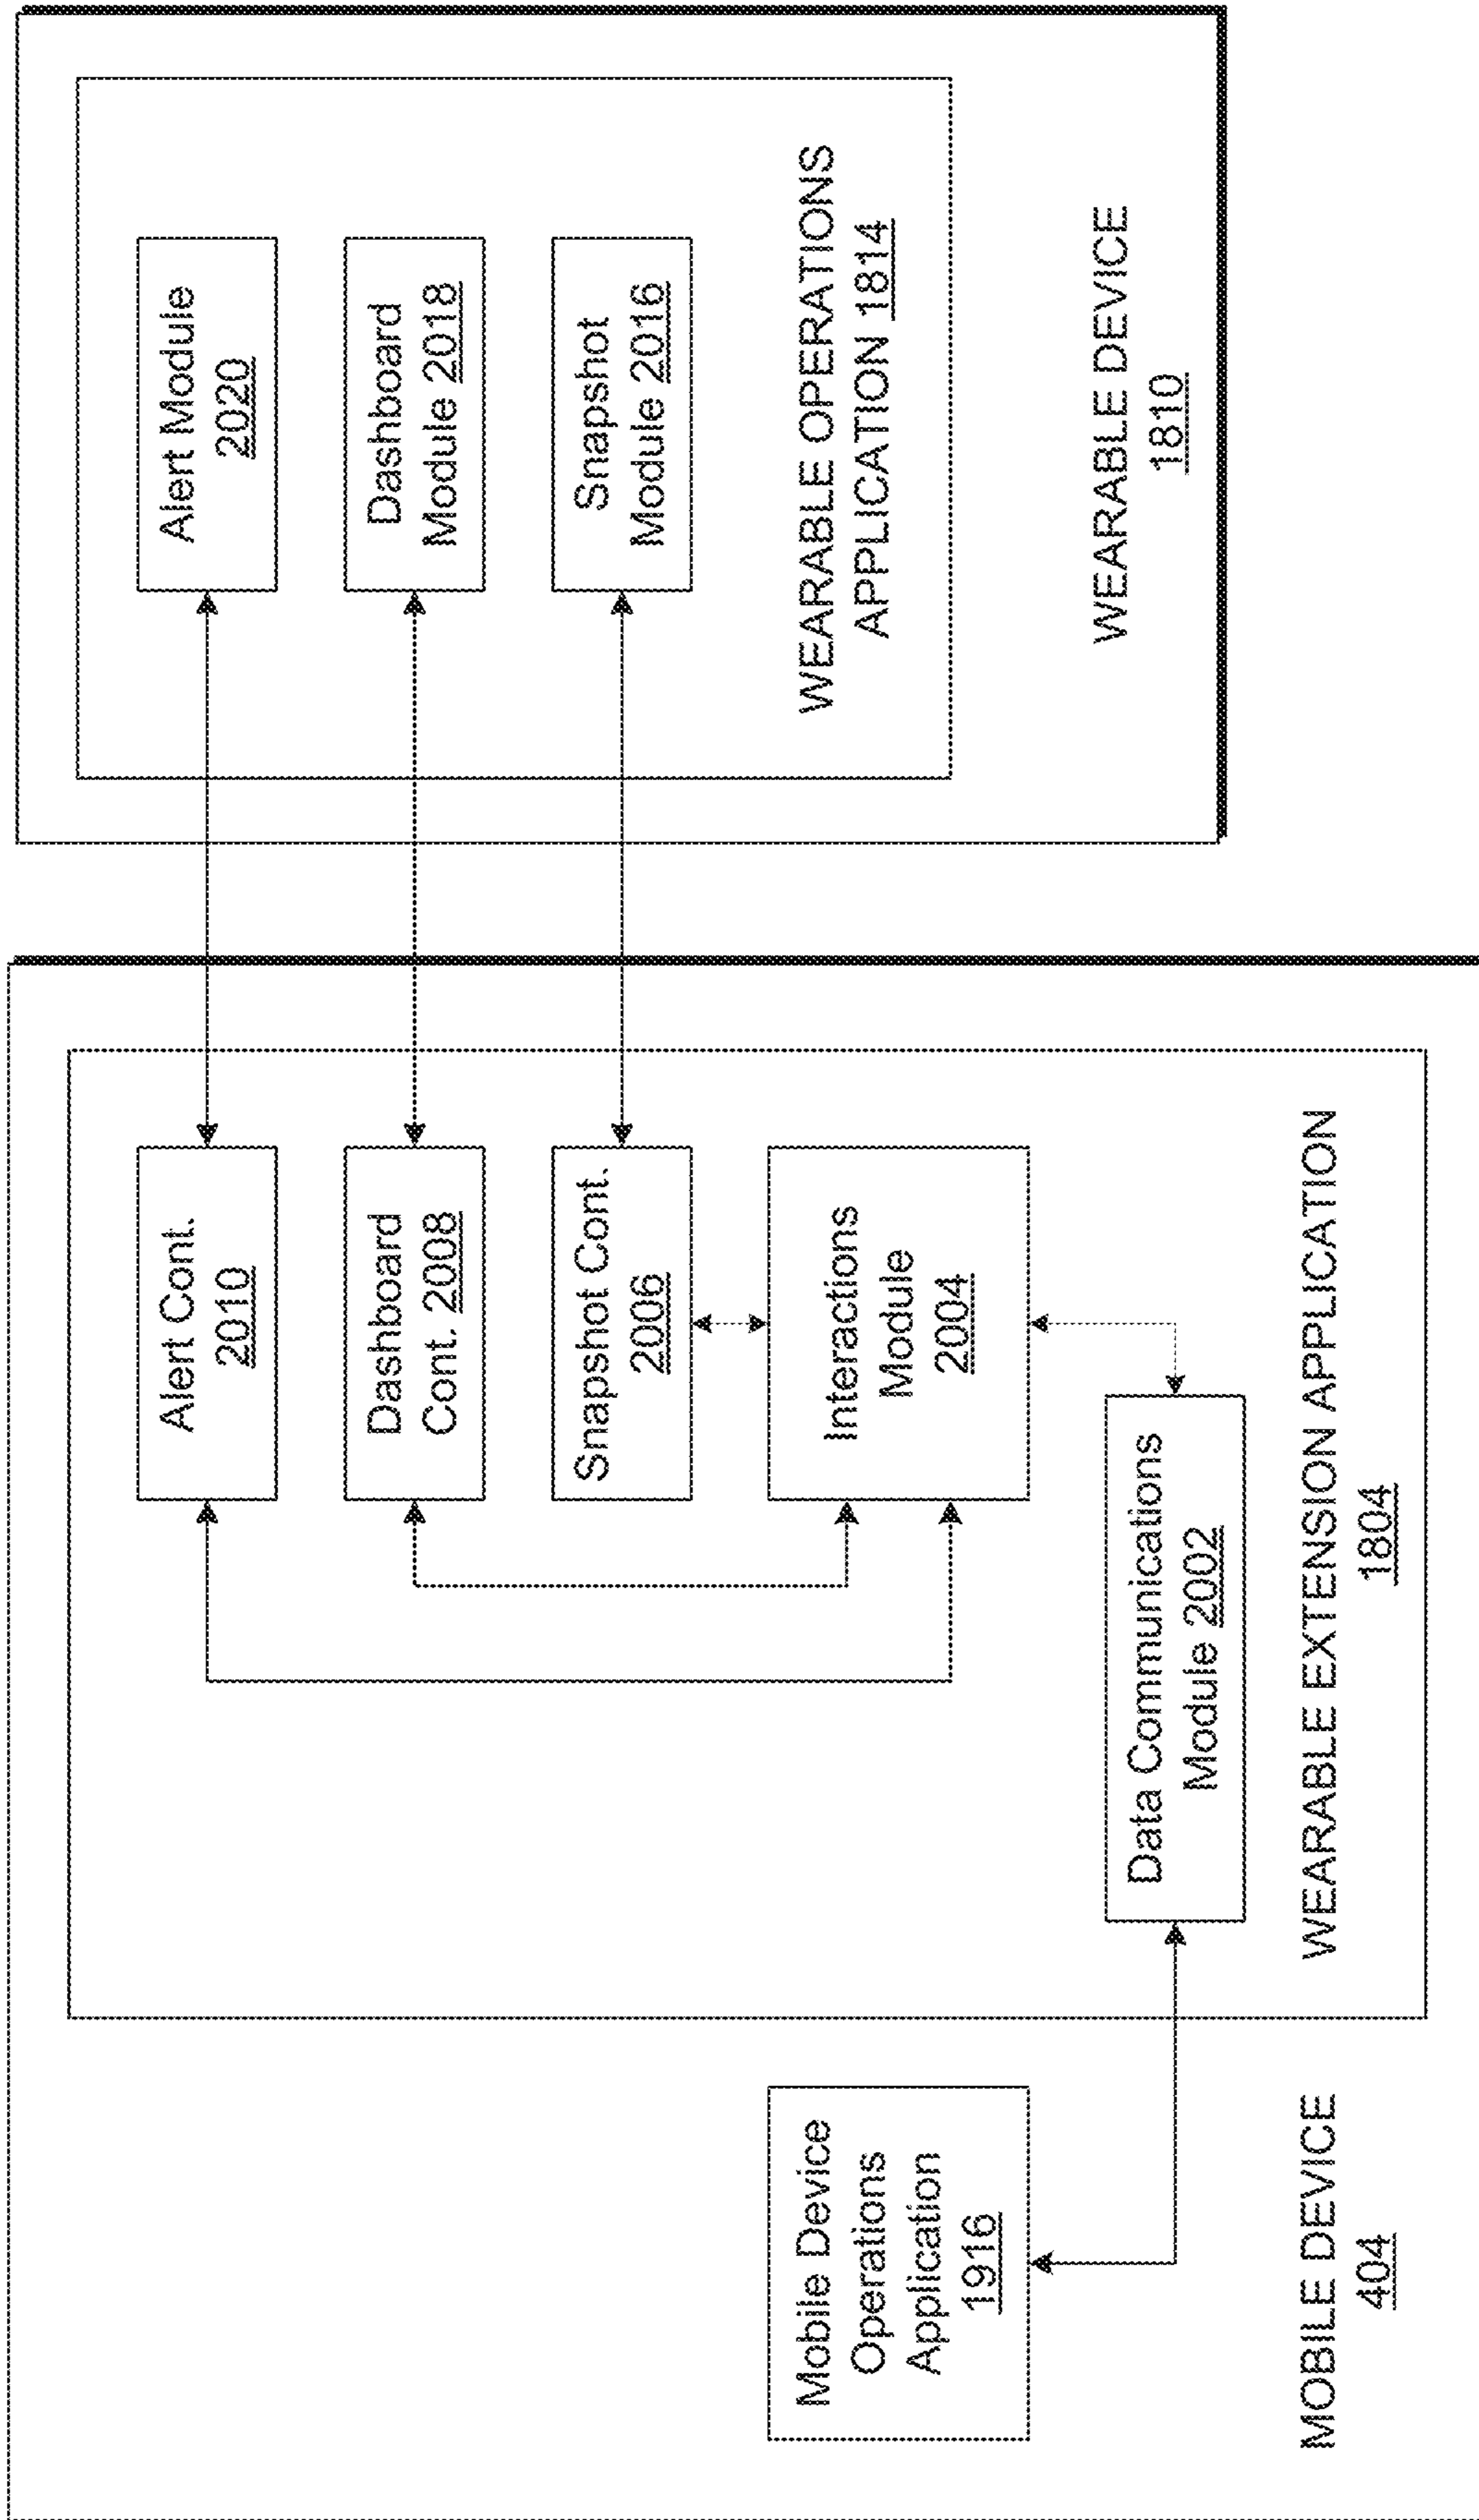 Mobile Device
Operations
Application
1916
MOBILE DEVICE
404
Alert Cont.
2010
Dashboard
Cont. 2008
Snapshot Cont.
2006
Interactions
Module
2004
Data Communications
Module 2002
WEARABLE EXTENSION APPLICATION
1804
Alert Module
2020
Dashboard
Module 2018
Snapshot
Module 2016
WEARABLE OPERATIONS
APPLICATION 1814
WEARABLE DEVICE
1810